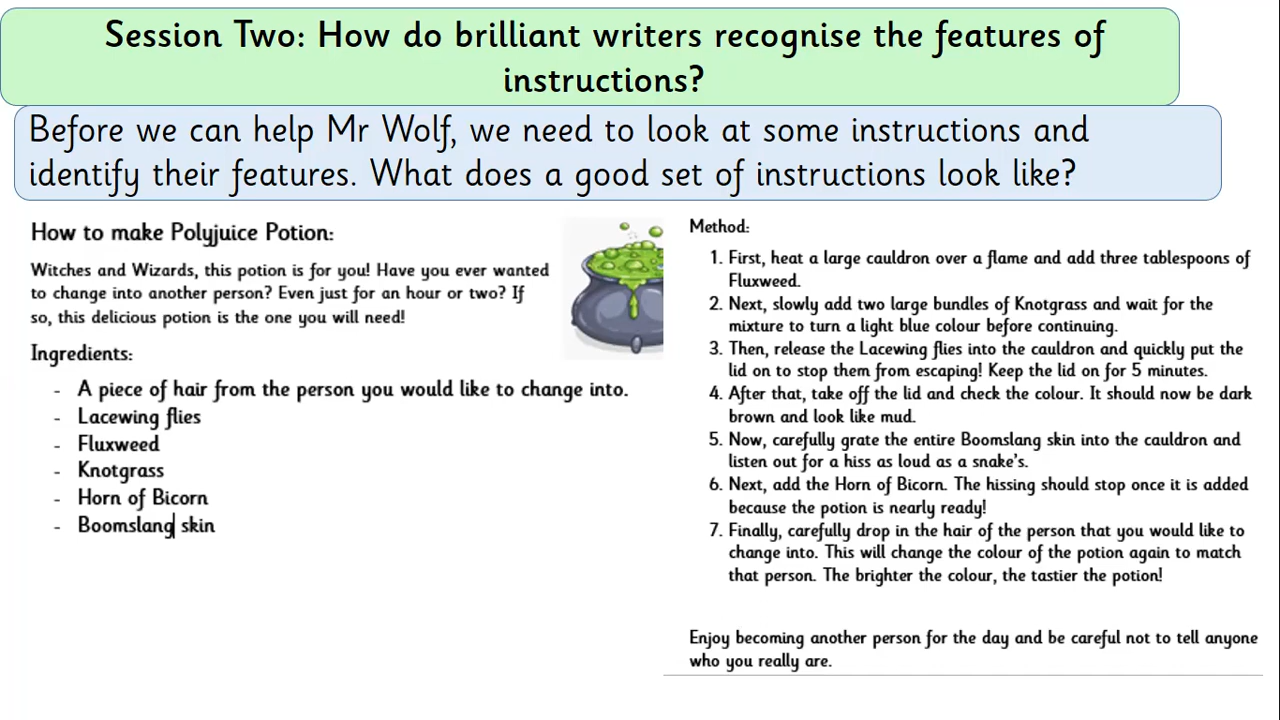 Session Two: How do brilliant writers recognise the features of
instructions?
Before we can help Mr Wolf, we need to look at some instructions and
identify their features. What does a good set of instructions look like?
How to make Polyjuice Potion:
Witches and Wizards, this potion is for you! Have you ever wanted
to change into another person? Even just for an hour or two? If
so, this delicious potion is the one you will need!
Ingredients:
- A piece of hair from the person you would like to change into.
- Lacewing flies
- Fluxweed
- Knotgrass
- Horn of Bicorn
- Boomslang skin
Method:
1. First, heat a large cauldron over a flame and add three tablespoons of
Fluxweed.
2. Next, slowly add two large bundles of Knotgrass and wait for the
mixture to turn a light blue colour before continuing.
3. Then, release the Lacewing flies into the cauldron and quickly put the
lid on to stop them from escaping! Keep the lid on for 5 minutes.
4. After that, take off the lid and check the colour. It should now be dark
brown and look like mud.
5. Now, carefully grate the entire Boomslang skin into the cauldron and
listen out for a hiss as loud as a snake's.
6. Next, add the Horn of Bicorn. The hissing should stop once it is added
because the potion is nearly ready!
7. Finally, carefully drop in the hair of the person that you would like to
change into. This will change the colour of the potion again to match
that person. The brighter the colour, the tastier the potion!
Enjoy becoming another person for the day and be careful not to tell anyone
who you really are.